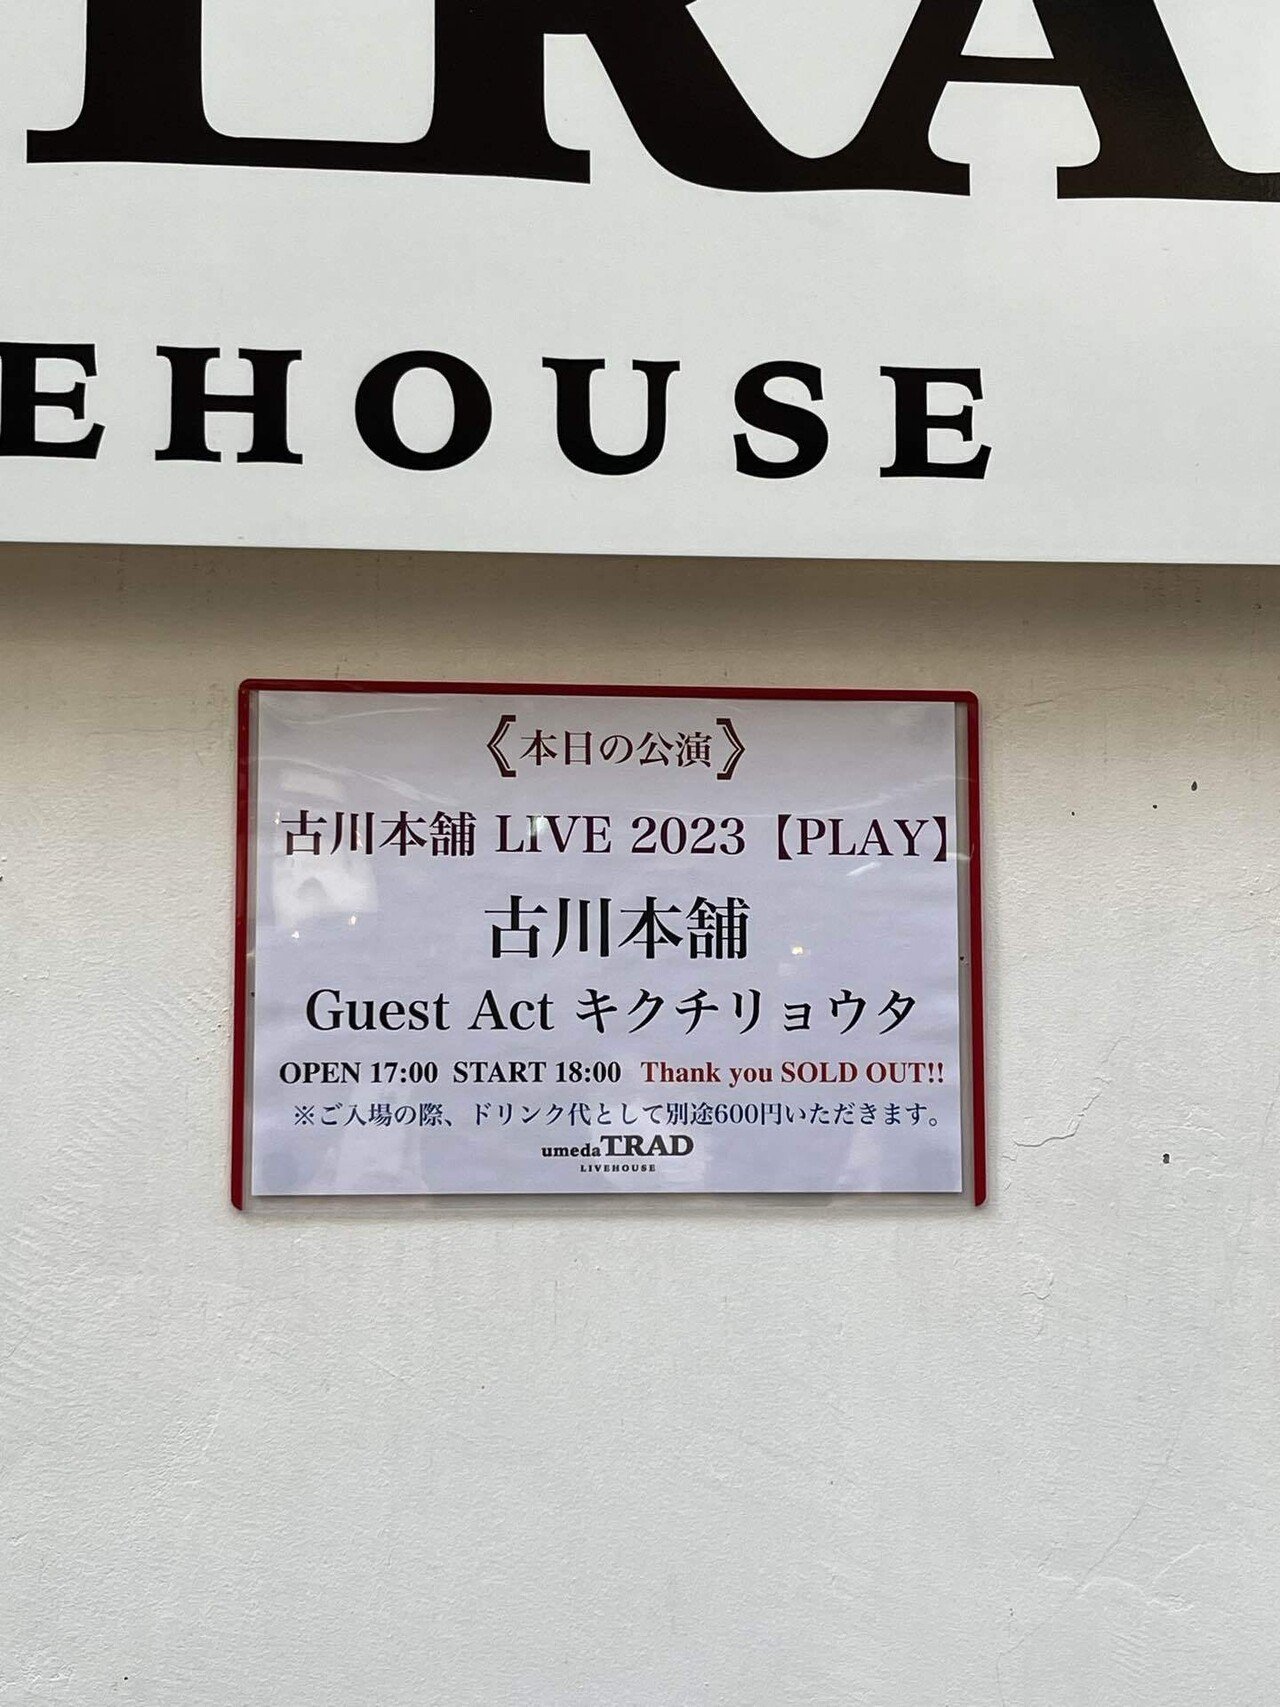 TRA
EHOUSE
《本日の公演》
古川本舗 LIVE 2023【PLAY】
古川本舗
Guest Act キクチリョウタ
OPEN 17:00 START 18:00 Thank you SOLD OUT!!
※ご入場の際、ドリンク代として別途600円いただきます。
umedaTRAD
LIVEHOUSE